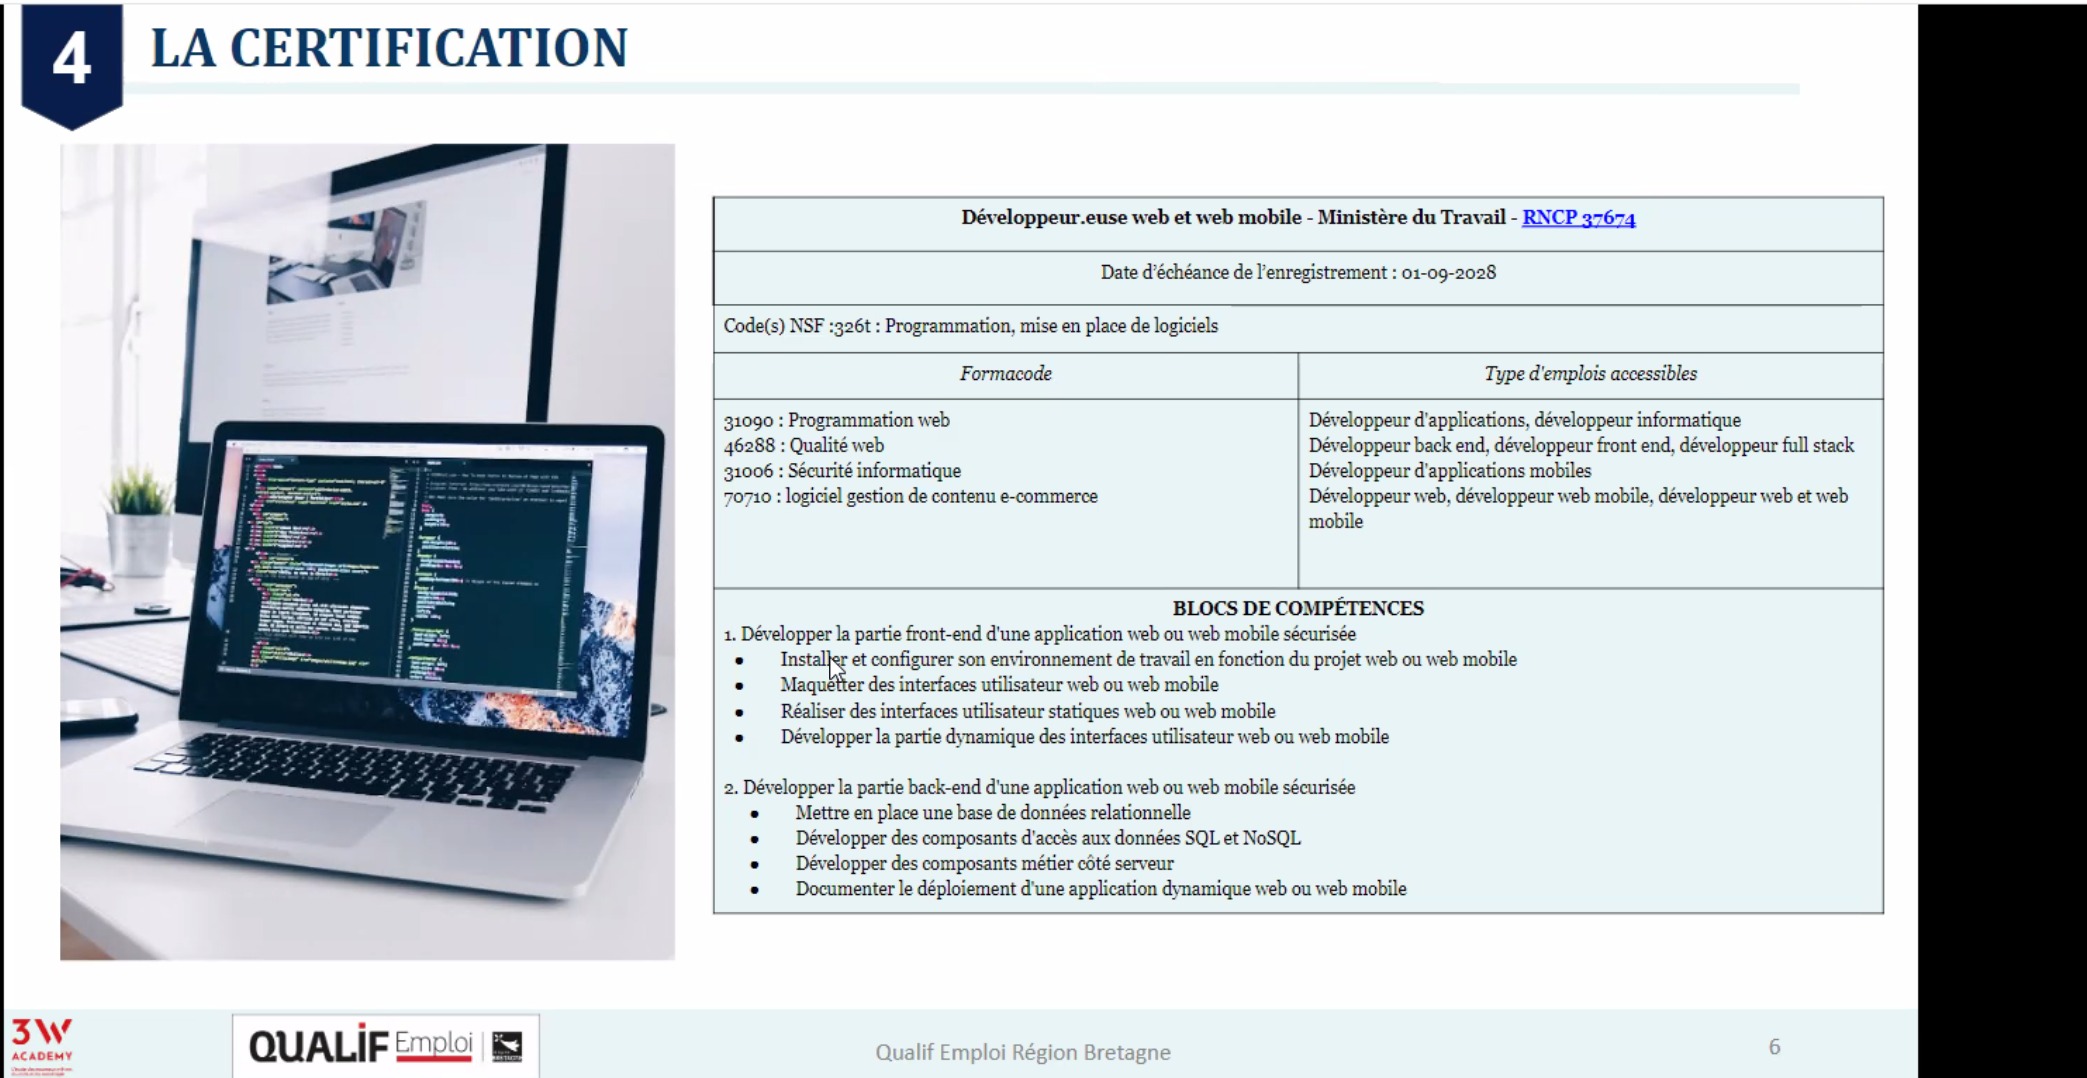 4
LA CERTIFICATION
Développeur.euse web et web mobile - Ministère du Travail - RNCP 37674
Date d'échéance de l'enregistrement : 01-09-2028
Code(s) NSF :326t : Programmation, mise en place de logiciels
Formacode
Type d'emplois accessibles
31090 : Programmation web
46288 : Qualité web
31006 : Sécurité informatique
70710 : logiciel gestion de contenu e-commerce
Développeur d'applications, développeur informatique
Développeur back end, développeur front end, développeur full stack
Développeur d'applications mobiles
Développeur web, développeur web mobile, développeur web et web
mobile
BLOCS DE COMPÉTENCES
1. Développer la partie front-end d'une application web ou web mobile sécurisée
• Installer et configurer son environnement de travail en fonction du projet web ou web mobile
• Maquetter des interfaces utilisateur web ou web mobile
• Réaliser des interfaces utilisateur statiques web ou web mobile
• Développer la partie dynamique des interfaces utilisateur web ou web mobile
2. Développer la partie back-end d'une application web ou web mobile sécurisée
• Mettre en place une base de données relationnelle
• Développer des composants d'accès aux données SQL et NoSQL
• Développer des composants métier côté serveur
• Documenter le déploiement d'une application dynamique web ou web mobile
3W
ACADEMY
QUALIF Emploi
BRETAGNE
Qualif Emploi Région Bretagne
6